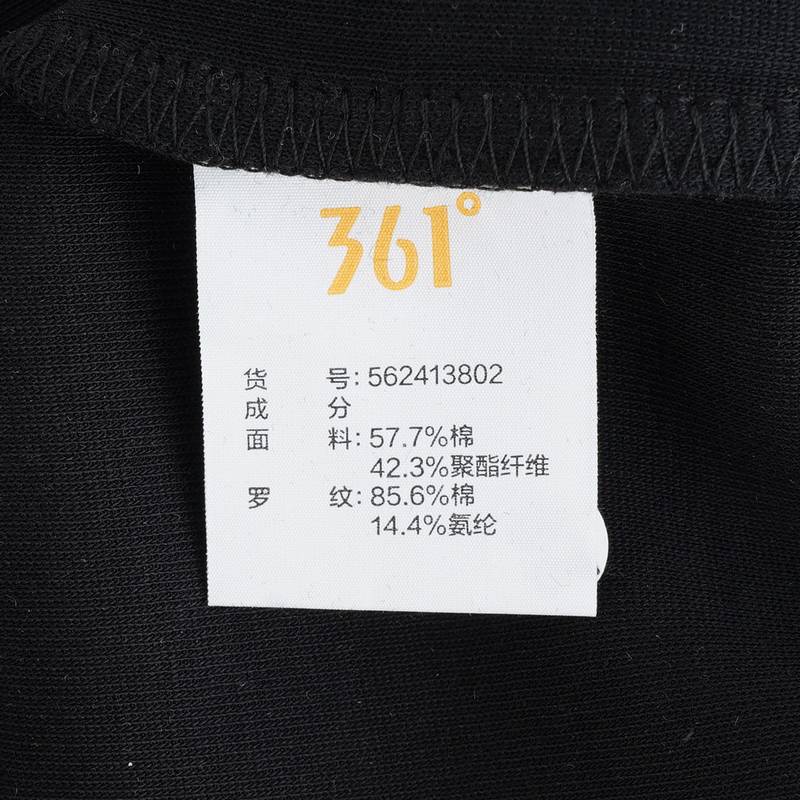 361°
货 号: 562413802
成 分
面 料: 57.7%棉
42.3%聚酯纤维
罗 纹: 85.6%棉
14.4%氨纶